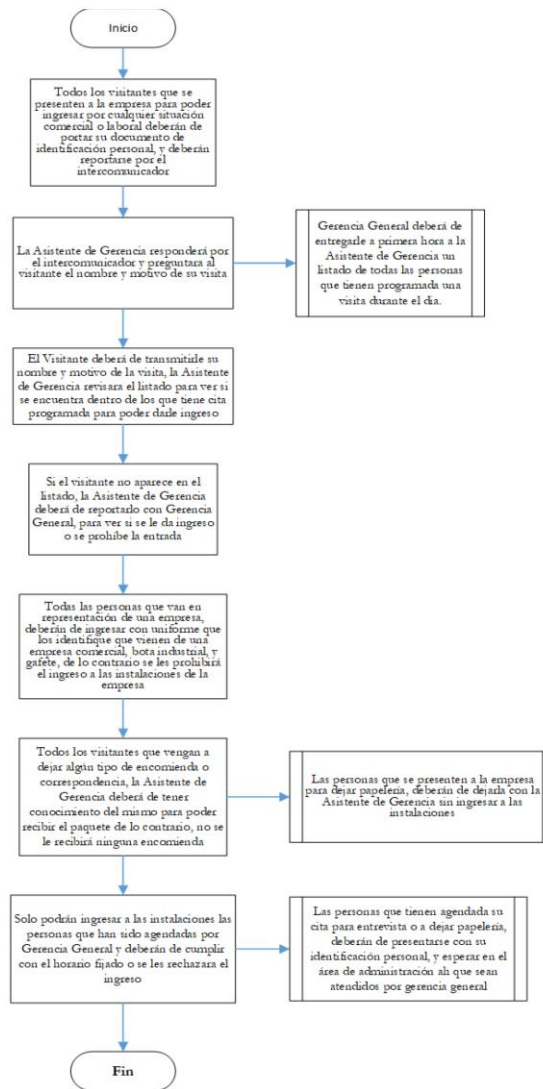 Inicio
Todos los visitantes que se
presenten a la empresa para poder
ingresar por cualquier situación
comercial o laboral deberán de
portar su documento de
identificación personal, y deberán
reportarse por el
intercomunicador
La Asistente de Gerencia responderá por
el intercomunicador y preguntara al
visitante el nombre y motivo de su visita
Gerencia General deberá de
entregarle a primera hora a la
Asistente de Gerencia un
listado de todas las personas
que tienen programada una
visita durante el dia.
El Visitante deberá de transmitirle su
nombre y motivo de la visita, la Asistente
de Gerencia revisara el listado para ver si
se encuentra dentro de los que tiene cita
programada para poder darle ingreso
Si el visitante no aparece en el
listado, la Asistente de Gerencia
deberá de reportarlo con Gerencia
General, para ver si se le da ingreso
o se prohíbe la entrada
Todas las personas que van en
representación de una empresa,
deberán de ingresar con uniforme que
los identifique que vienen de una
empresa comercial, bota industrial, y
gafete, de lo contrario se les prohibirá
el ingreso a las instalaciones de la
empresa
Todos los visitantes que vengan a
dejar algún tipo de encomienda o
correspondencia, la Asistente de
Gerencia deberá de tener
conocimiento del mismo para poder
recibir el paquete de lo contrario, no se
le recibirá ninguna encomienda
Las personas que se presenten a la empresa
para dejar papelería, deberán de dejarla con la
Asistente de Gerencia sin ingresar a las
instalaciones
Solo podrán ingresar a las instalaciones las
personas que han sido agendadas por
Gerencia General y deberán de cumplir
con el horario fijado o se les rechazara el
ingreso
Las personas que tienen agendada su
cita para entrevista o a dejar papelería,
deberán de presentarse con su
identificación personal, y esperar en el
área de administración ah que sean
atendidos por gerencia general
Fin